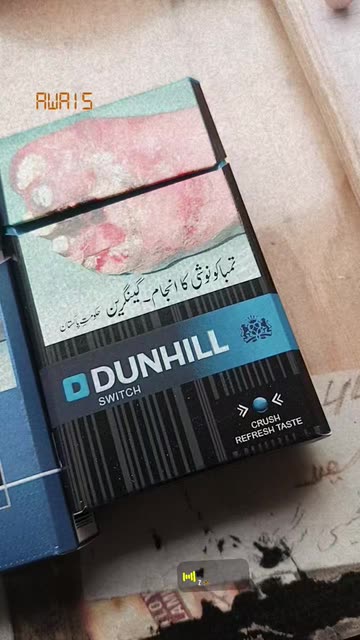 AWAIS
تمباکو نوشی کا انجام۔ گینگرین حکومتِ پاکستان
DUNHILL
SWITCH
CRUSH
REFRESH TASTE